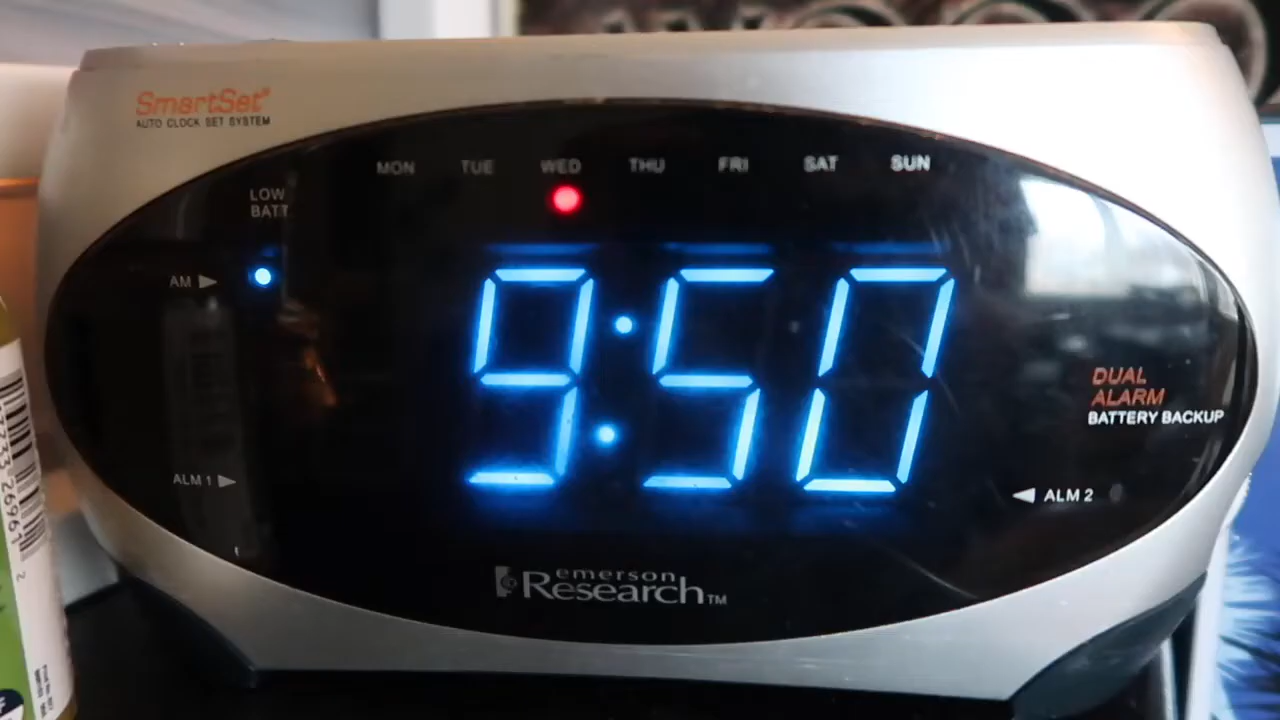 SmartSet®
AUTO CLOCK SET SYSTEM
MON TUE WED THU FRI SAT SUN
LOW
BATT
AM
9:50
DUAL
ALARM
BATTERY BACKUP
ALM 1
ALM 2
emerson
Research™